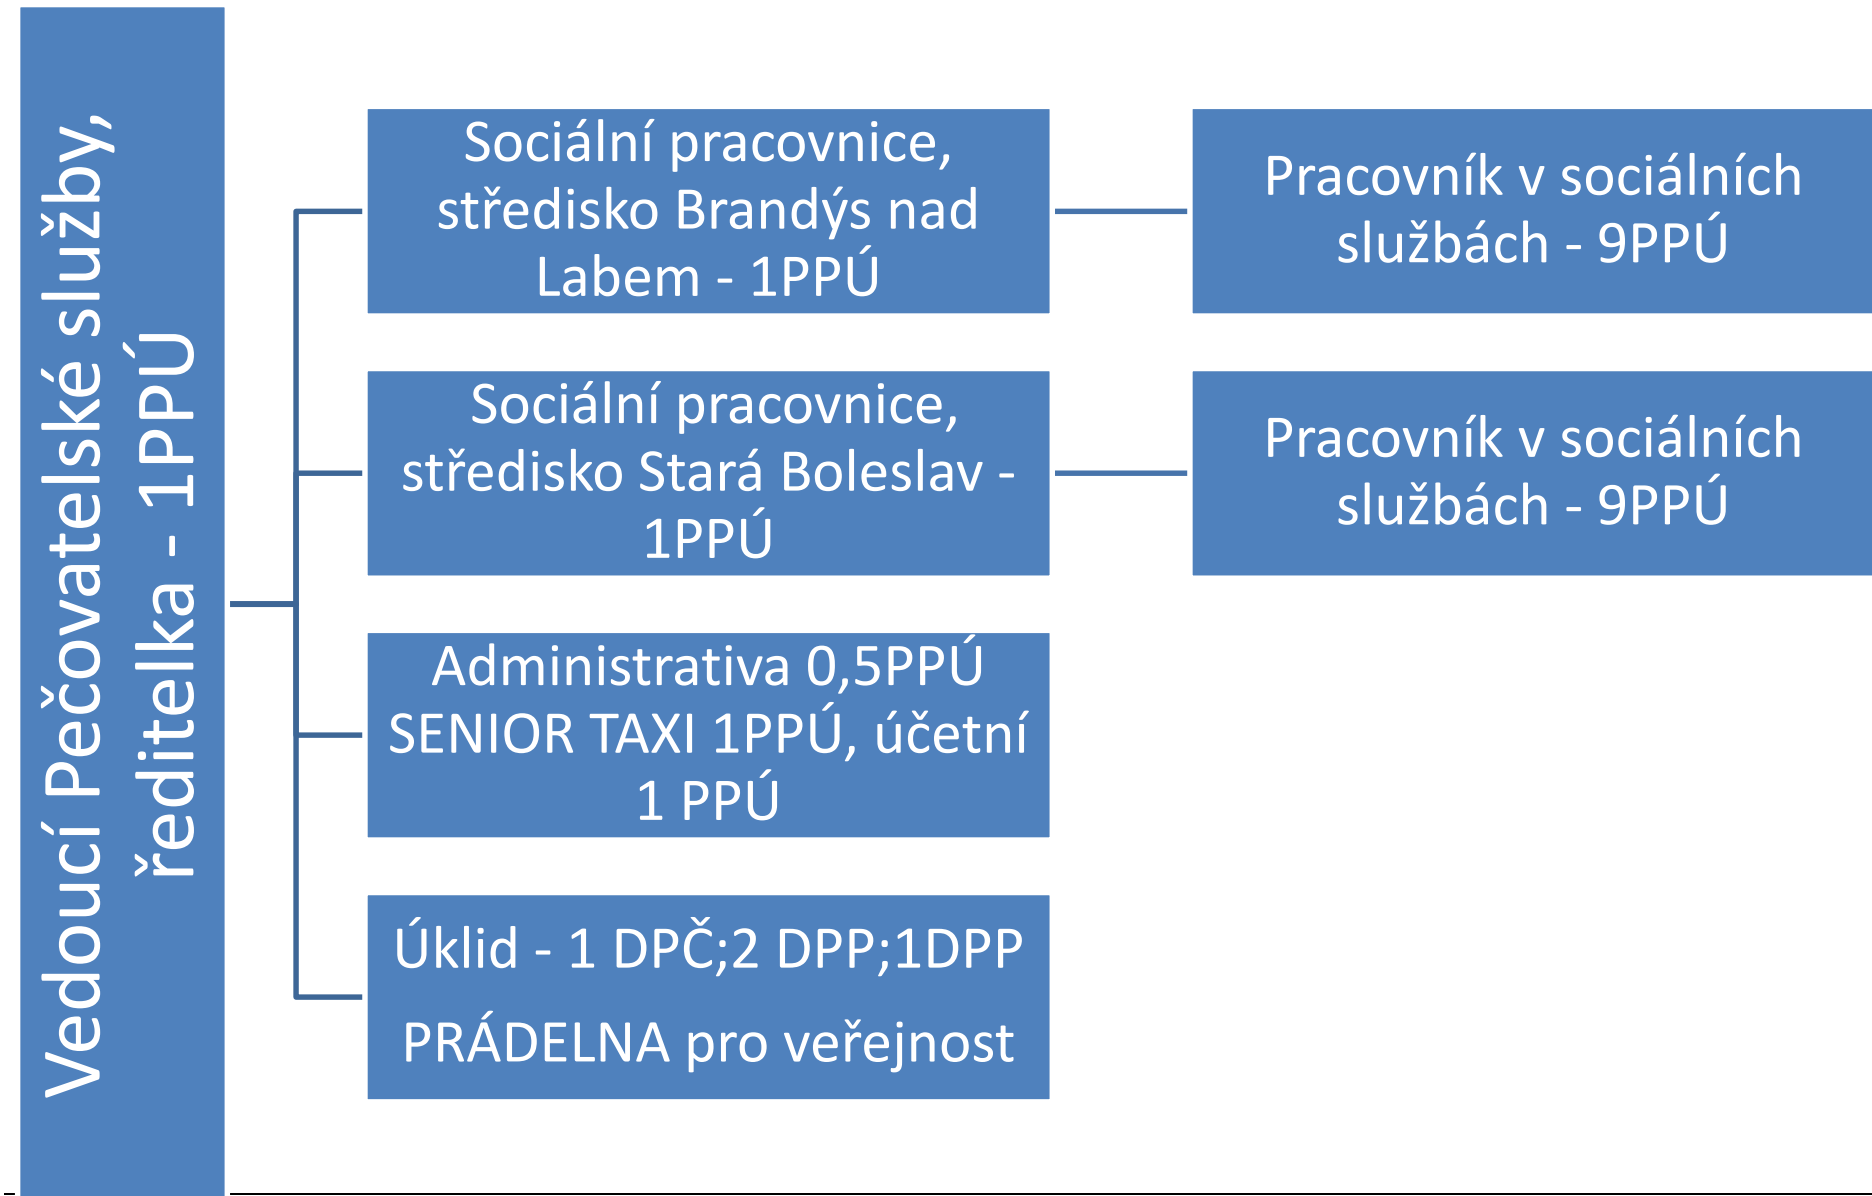 Vedoucí Pečovatelské služby,
ředitelka - 1PPÚ
Sociální pracovnice,
středisko Brandýs nad
Labem - 1PPÚ
Pracovník v sociálních
službách - 9PPÚ
Sociální pracovnice,
středisko Stará Boleslav -
1PPÚ
Pracovník v sociálních
službách - 9PPÚ
Administrativa 0,5PPÚ
SENIOR TAXI 1PPÚ, účetní
1 PPÚ
Úklid - 1 DPČ;2 DPP;1DPP
PRÁDELNA pro veřejnost